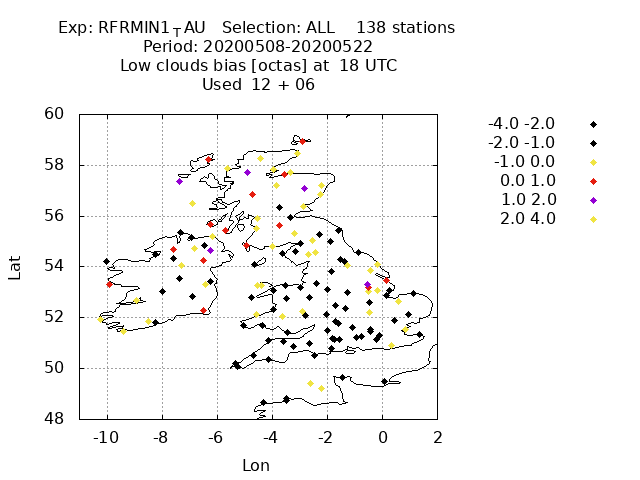 Exp: RFRMIN1TAU Selection: ALL 138 stations
Period: 20200508-20200522
Low clouds bias [octas] at 18 UTC
Used 12 + 06
60
58
56
54
52
50
48
Lat
-10 -8 -6 -4 -2 0 2
Lon
-4.0 -2.0
-2.0 -1.0
-1.0 0.0
0.0 1.0
1.0 2.0
2.0 4.0